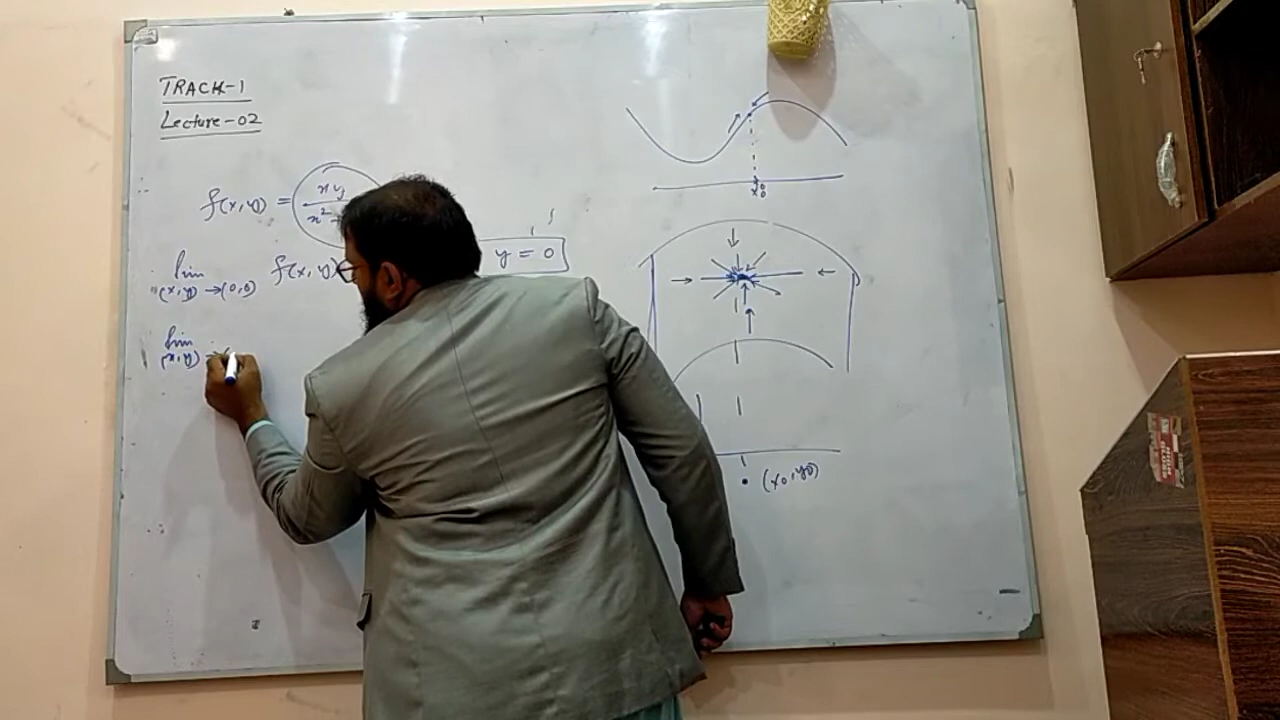 TRACK-1
Lecture-02
f(x,y) = xy
x²
lim f(x,y) y = 0
(x,y) →(0,0)
lim
(x,y) →(
x₀
(x₀,y₀)